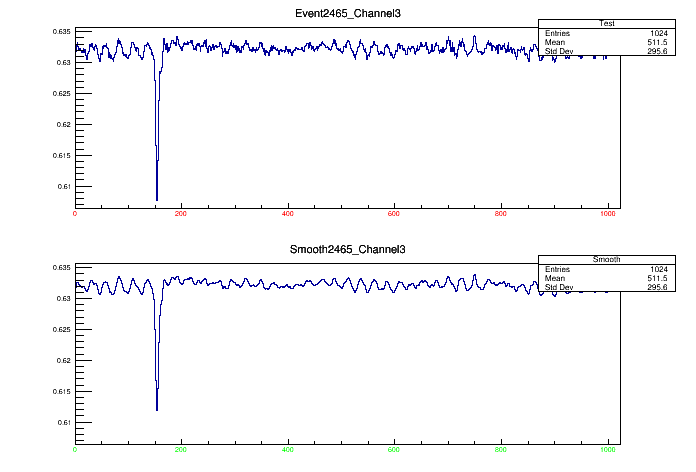 Event2465_Channel3
Test
Entries 1024
Mean 511.5
Std Dev 295.6
0.635
0.63
0.625
0.62
0.615
0.61
0 200 400 600 800 1000
Smooth2465_Channel3
Smooth
Entries 1024
Mean 511.5
Std Dev 295.6
0.635
0.63
0.625
0.62
0.615
0.61
0 200 400 600 800 1000